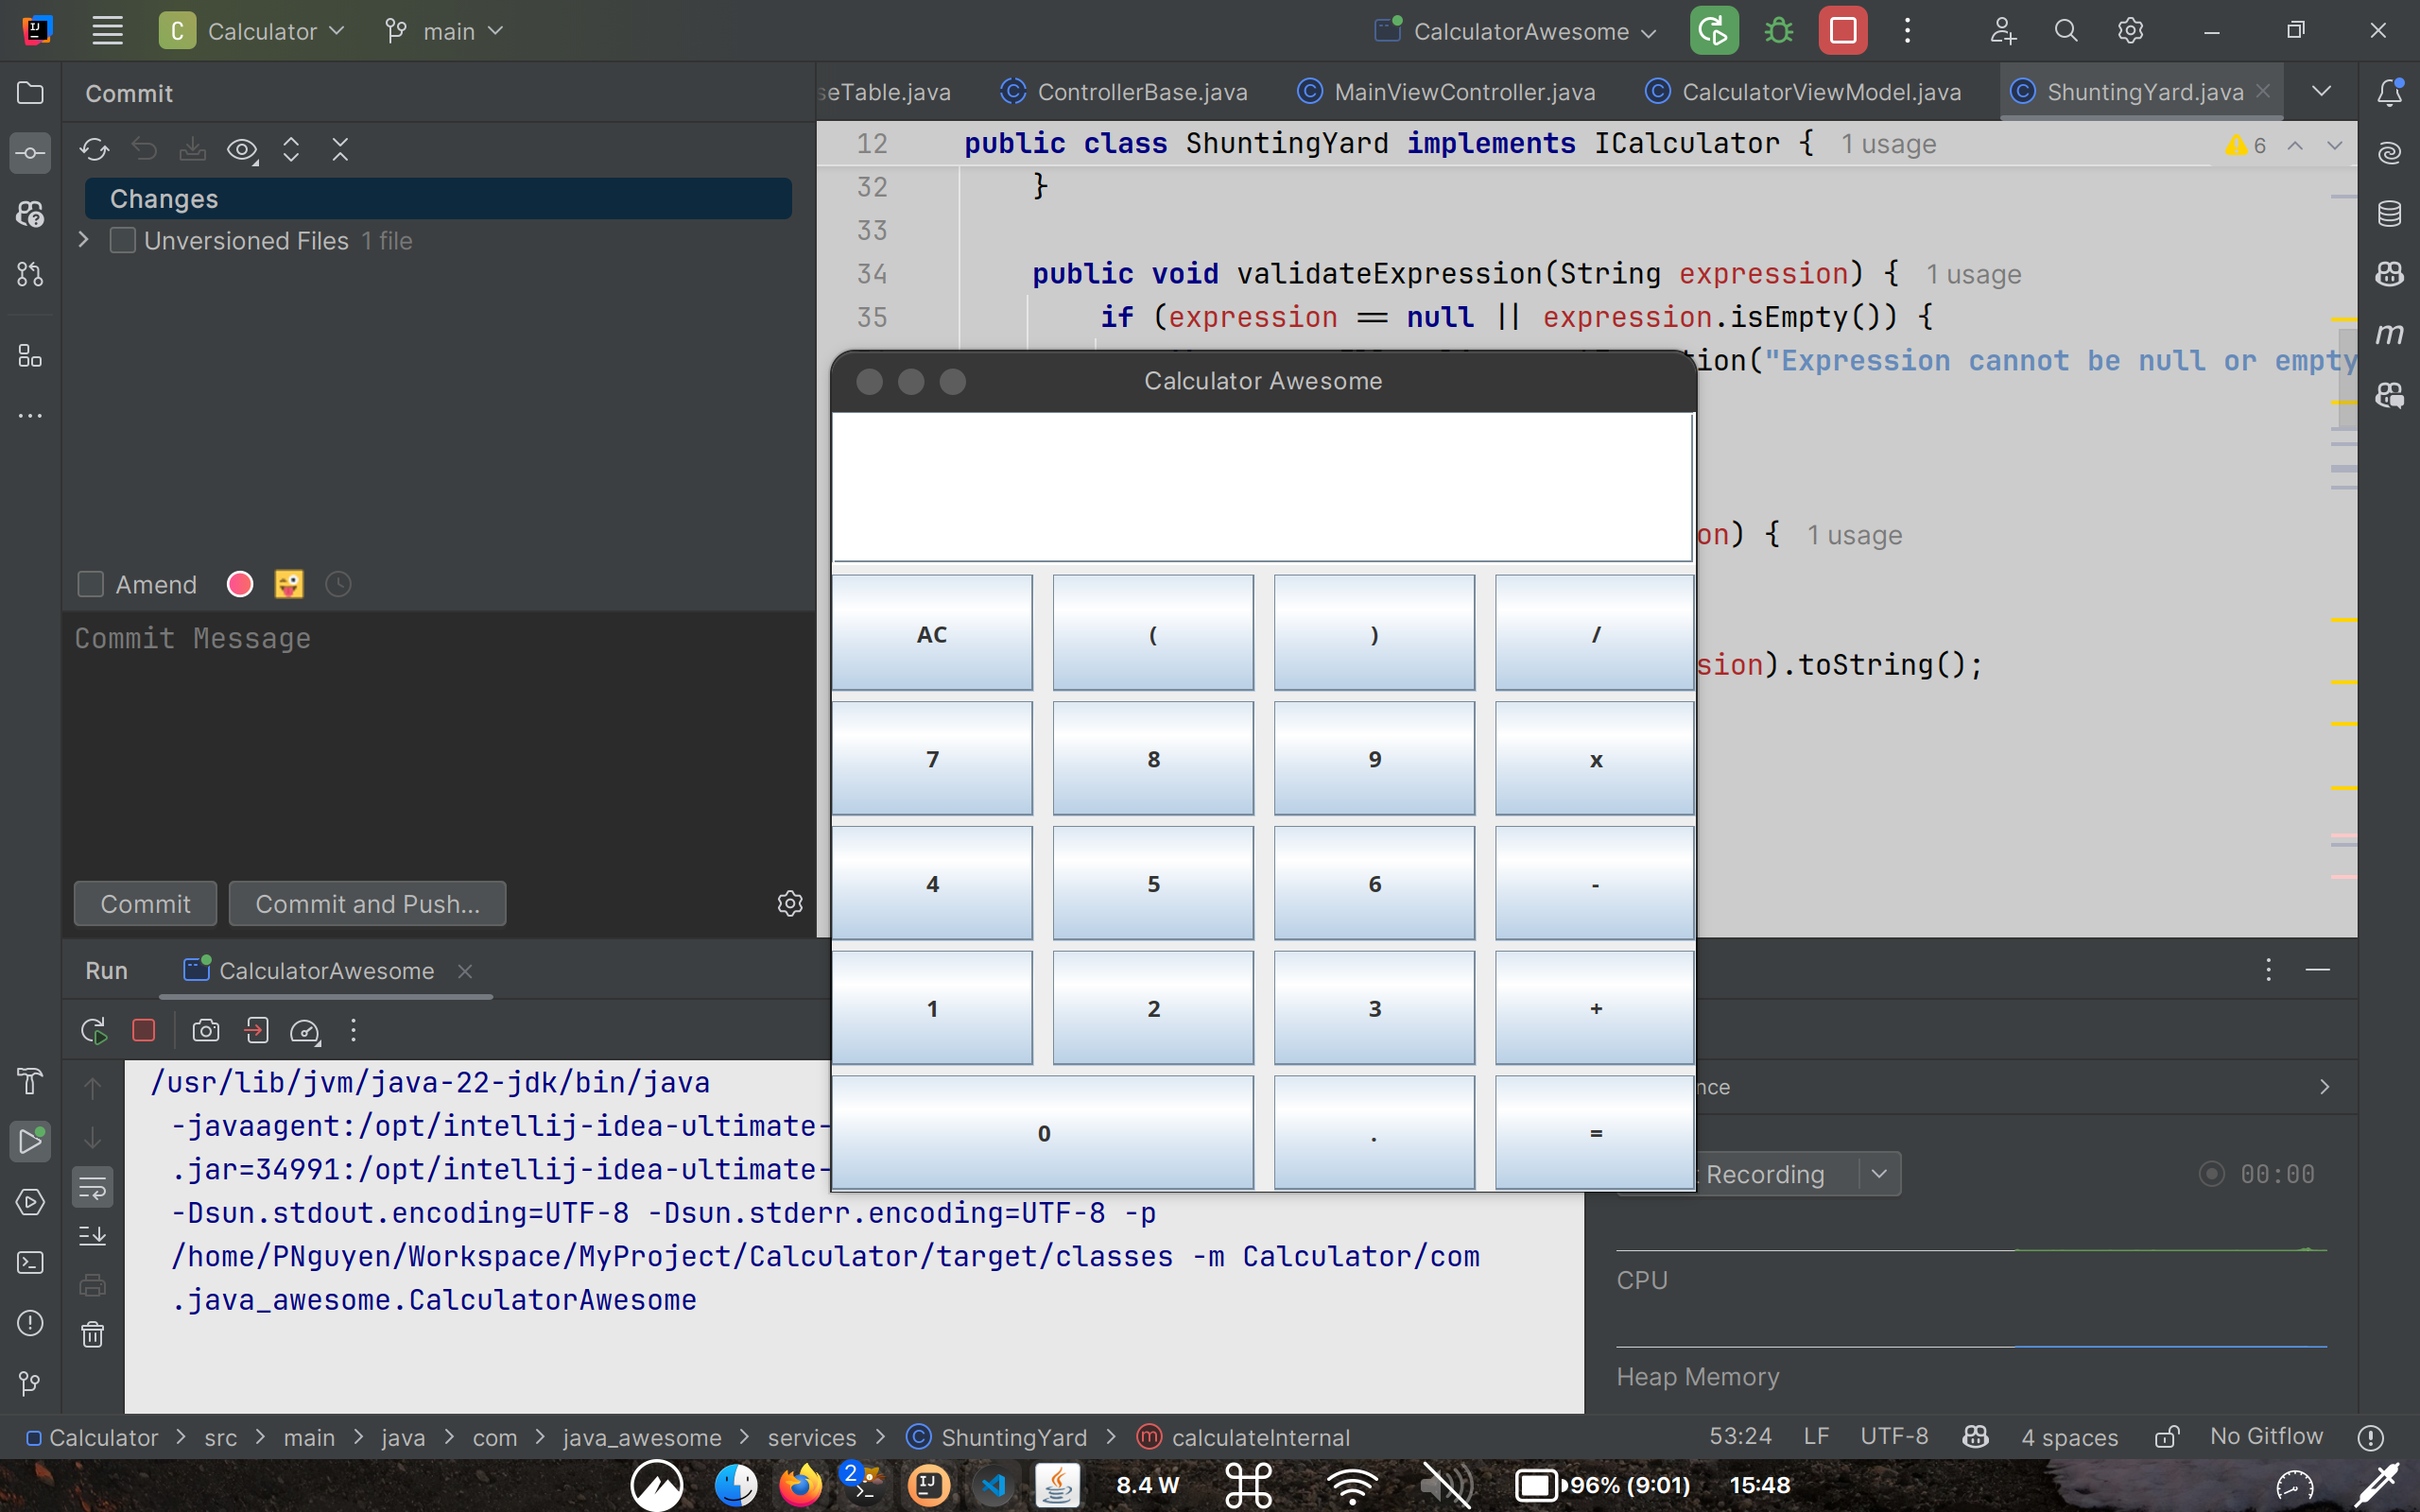 Calculator
main
CalculatorAwesome
Commit
Changes
Unversioned Files 1 file
Amend
Commit Message
Commit
Commit and Push...
seTable.java
ControllerBase.java
MainViewController.java
CalculatorViewModel.java
ShuntingYard.java
12 public class ShuntingYard implements ICalculator { 1 usage
6
32 }
33
34 public void validateExpression(String expression) { 1 usage
35 if (expression == null || expression.isEmpty()) {
tion("Expression cannot be null or empty
on) { 1 usage
sion).toString();
Calculator Awesome
AC ( ) /
7 8 9 x
4 5 6 -
1 2 3 +
0 . =
Run
CalculatorAwesome
/usr/lib/jvm/java-22-jdk/bin/java
-javaagent:/opt/intellij-idea-ultimate-
.jar=34991:/opt/intellij-idea-ultimate-
-Dsun.stdout.encoding=UTF-8 -Dsun.stderr.encoding=UTF-8 -p
/home/PNguyen/Workspace/MyProject/Calculator/target/classes -m Calculator/com
.java_awesome.CalculatorAwesome
nce
Recording
00:00
CPU
Heap Memory
Calculator > src > main > java > com > java_awesome > services > ShuntingYard > calculateInternal
53:24 LF UTF-8 4 spaces No Gitflow
2
8.4 W
96% (9:01)
15:48